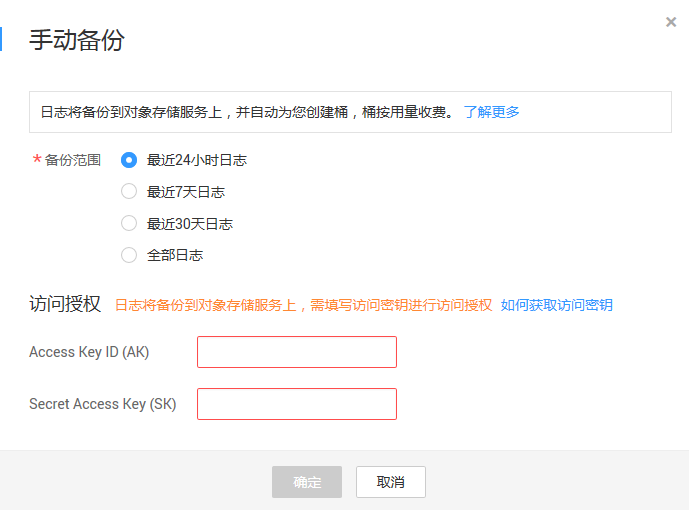 手动备份
日志将备份到对象存储服务上，并自动为您创建桶，桶按用量收费。 了解更多
* 备份范围 最近24小时日志
最近7天日志
最近30天日志
全部日志
访问授权 日志将备份到对象存储服务上，需填写访问密钥进行访问授权 如何获取访问密钥
Access Key ID (AK)
Secret Access Key (SK)
确定 取消